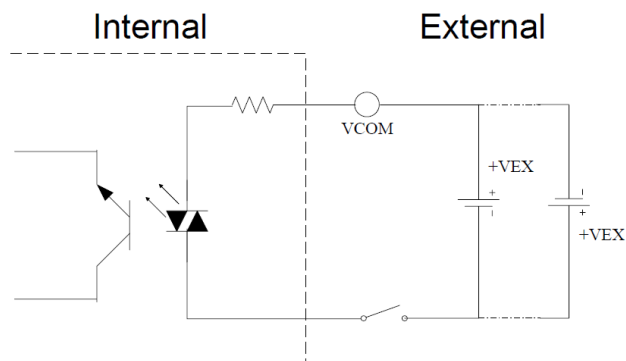 Internal
External
VCOM
+VEX
+
-
-
+
+VEX